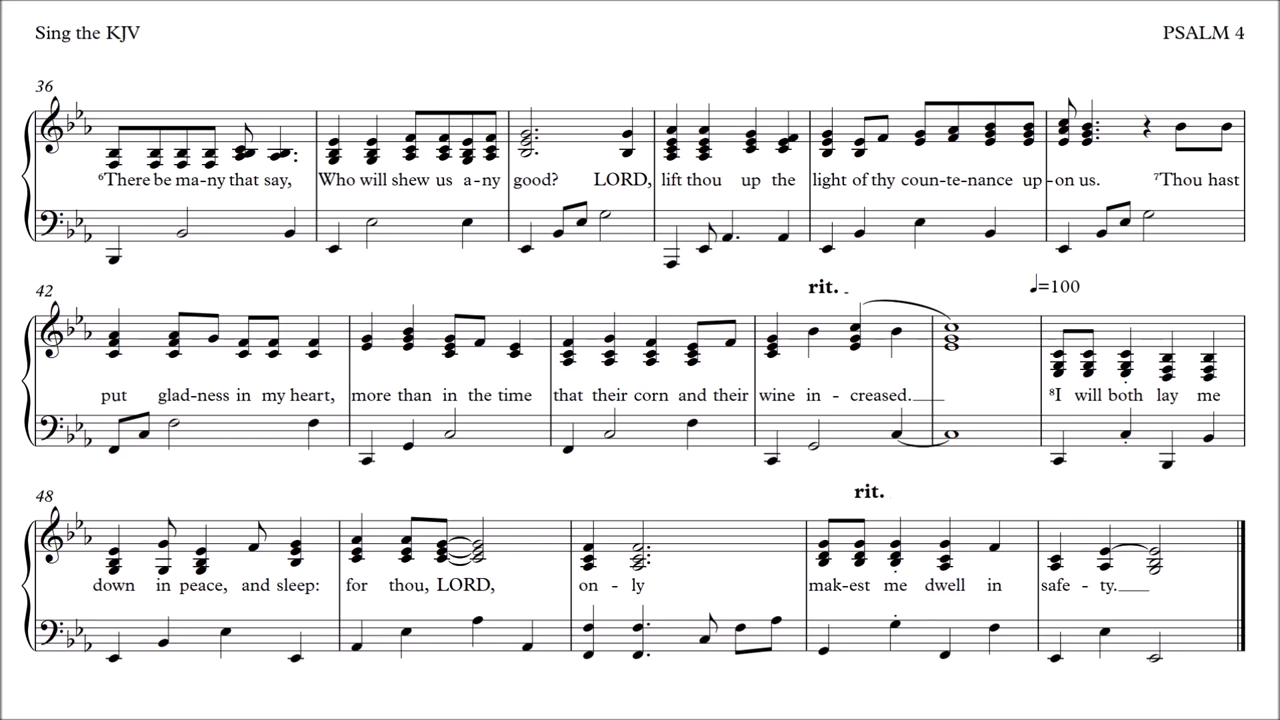 Sing the KJV PSALM 4
36
⁶There be ma-ny that say, Who will shew us a-ny good? LORD, lift thou up the light of thy coun-te-nance up-on us. ⁷Thou hast
rit. - ♩=100
42
put glad-ness in my heart, more than in the time that their corn and their wine in - creased.__ ⁸I will both lay me
rit.
48
down in peace, and sleep: for thou, LORD, on - ly mak-est me dwell in safe - ty.__